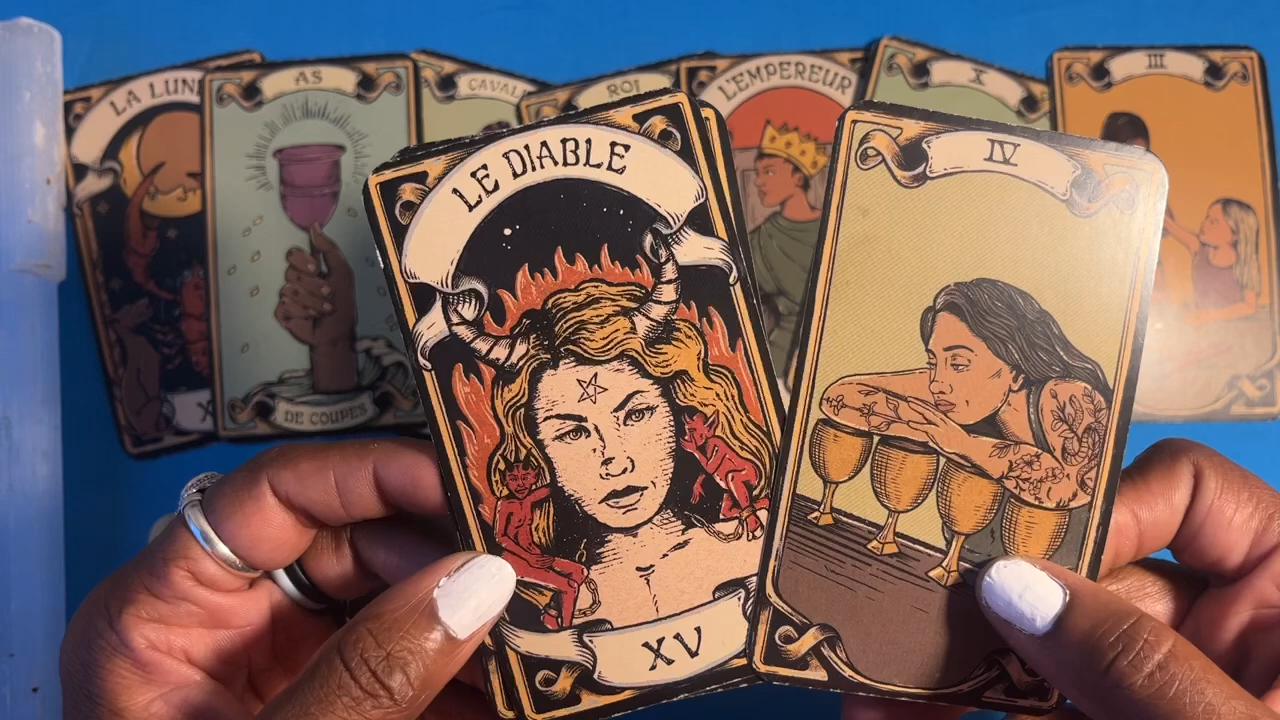 LA LUN
AS
DE COUPES
CAVAL
ROI
L'EMPEREUR
X
III
LE DIABLE
XV
IV
X